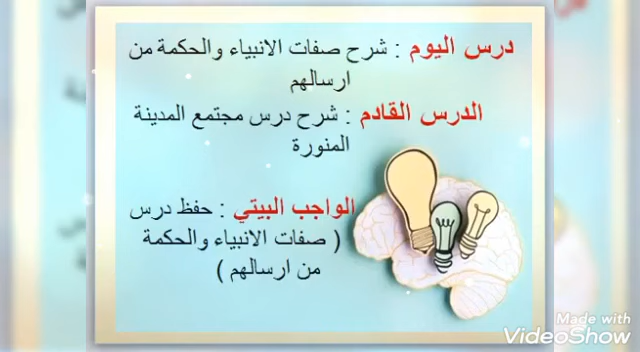 درس اليوم : شرح صفات الانبياء والحكمة من
ارسالهم
الدرس القادم : شرح درس مجتمع المدينة
المنورة
الواجب البيتي : حفظ درس
( صفات الانبياء والحكمة
من ارسالهم )
Made with
VideoShow